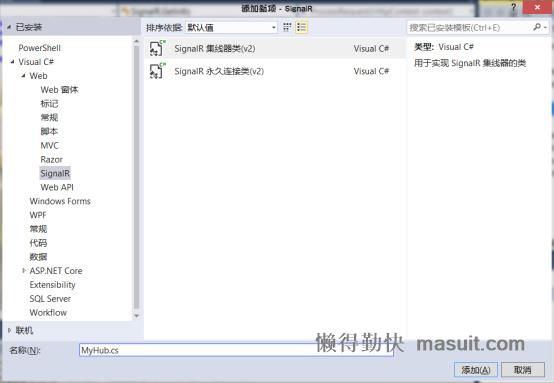 添加新项 - SignalR
? ×
已安装
排序依据: 默认值
搜索已安装模板(Ctrl+E)
PowerShell
Visual C#
Web
Web 窗体
标记
常规
脚本
MVC
Razor
SignalR
Web API
Windows Forms
WPF
常规
代码
数据
ASP.NET Core
Extensibility
SQL Server
Workflow
联机
SignalR 集线器类(v2) Visual C#
SignalR 永久连接类(v2) Visual C#
类型: Visual C#
用于实现 SignalR 集线器的类
懒得勤快 masuit.com
名称(N): MyHub.cs
添加(A) 取消